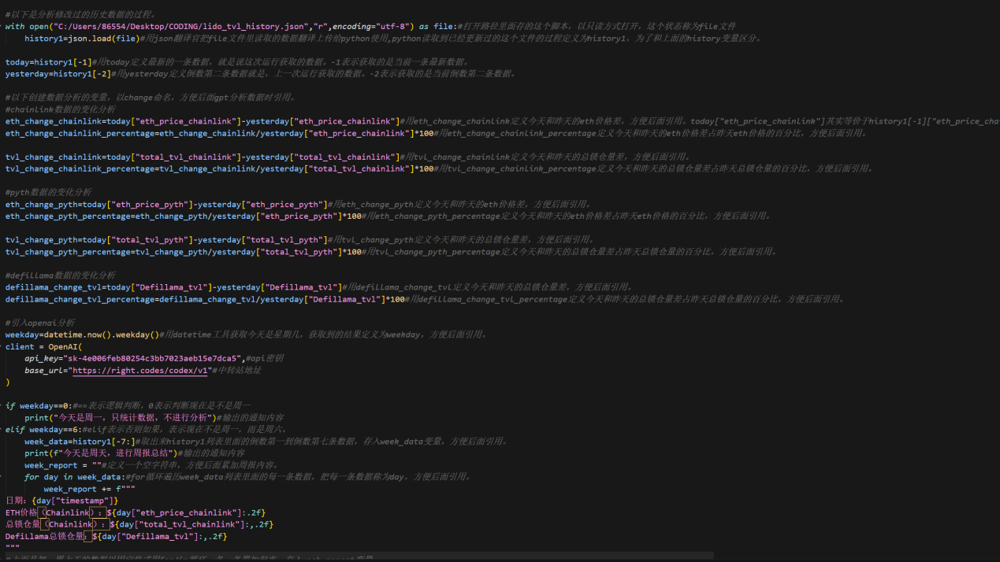 #以下是分析修改过的历史数据的过程。
with open("C:/Users/86554/Desktop/CODING/lido_tvl_history.json","r",encoding="utf-8") as file:#打开路径里面存的这个脚本，以只读方式打开，这个状态称为file文件
history1=json.load(file)#用json翻译官把file文件里读取的数据翻译上传给python使用,python读取到已经更新过的这个文件的过程定义为history1，为了和上面的history变量区分。
today=history1[-1]#用today定义最新的一条数据，就是说这次运行获取的数据。-1表示获取的是当前一条最新数据。
yesterday=history1[-2]#用yesterday定义倒数第二条数据就是，上一次运行获取的数据。-2表示获取的是当前倒数第二条数据。
#以下创建数据分析的变量，以change命名，方便后面gpt分析数据时引用。
#chainlink数据的变化分析
eth_change_chainlink=today["eth_price_chainlink"]-yesterday["eth_price_chainlink"]#用eth_change_chainlink定义今天和昨天的eth价格差，方便后面引用。today["eth_price_chainlink"]其实等价于history1[-1]["eth_price_cha
eth_change_chainlink_percentage=eth_change_chainlink/yesterday["eth_price_chainlink"]*100#用eth_change_chainlink_percentage定义今天和昨天的eth价格差占昨天eth价格的百分比，方便后面引用。
tvl_change_chainlink=today["total_tvl_chainlink"]-yesterday["total_tvl_chainlink"]#用tvl_change_chainlink定义今天和昨天的总锁仓量差，方便后面引用。
tvl_change_chainlink_percentage=tvl_change_chainlink/yesterday["total_tvl_chainlink"]*100#用tvl_change_chainlink_percentage定义今天和昨天的总锁仓量差占昨天总锁仓量的百分比，方便后面引用。
#pyth数据的变化分析
eth_change_pyth=today["eth_price_pyth"]-yesterday["eth_price_pyth"]#用eth_change_pyth定义今天和昨天的eth价格差，方便后面引用。
eth_change_pyth_percentage=eth_change_pyth/yesterday["eth_price_pyth"]*100#用eth_change_pyth_percentage定义今天和昨天的eth价格差占昨天eth价格的百分比，方便后面引用。
tvl_change_pyth=today["total_tvl_pyth"]-yesterday["total_tvl_pyth"]#用tvl_change_pyth定义今天和昨天的总锁仓量差，方便后面引用。
tvl_change_pyth_percentage=tvl_change_pyth/yesterday["total_tvl_pyth"]*100#用tvl_change_pyth_percentage定义今天和昨天的总锁仓量差占昨天总锁仓量的百分比，方便后面引用。
#defillama数据的变化分析
defillama_change_tvl=today["Defillama_tvl"]-yesterday["Defillama_tvl"]#用defillama_change_tvl定义今天和昨天的总锁仓量差，方便后面引用。
defillama_change_tvl_percentage=defillama_change_tvl/yesterday["Defillama_tvl"]*100#用defillama_change_tvl_percentage定义今天和昨天的总锁仓量差占昨天总锁仓量的百分比，方便后面引用。
#引入openai分析
weekday=datetime.now().weekday()#用datetime工具获取今天是星期几，获取到的结果定义为weekday，方便后面引用。
client = OpenAI(
api_key="sk-4e006feb80254c3bb7023aeb15e7dca5",#api密钥
base_url="https://right.codes/codex/v1"#中转站地址
)
if weekday==0:#==表示逻辑判断，0表示判断现在是不是周一
print("今天是周一，只统计数据，不进行分析")#输出的通知内容
elif weekday==6:#elif表示否则如果，表示现在不是周一，而是周六。
week_data=history1[-7:]#取出来history1列表里面的倒数第一到倒数第七条数据，存入week_data变量，方便后面引用。
print(f"今天是周天，进行周报总结")#输出的通知内容
week_report = ""#定义一个空字符串，方便后面累加周报内容。
for day in week_data:#for循环遍历week_data列表里面的每一条数据，把每一条数据称为day，方便后面引用。
week_report += f"""
日期：{day["timestamp"]}
ETH价格（Chainlink）：${day["eth_price_chainlink"]:.2f}
总锁仓量（Chainlink）：${day["total_tvl_chainlink"]:,.2f}
DefiLlama总锁仓量：${day["Defillama_tvl"]:,.2f}
"""